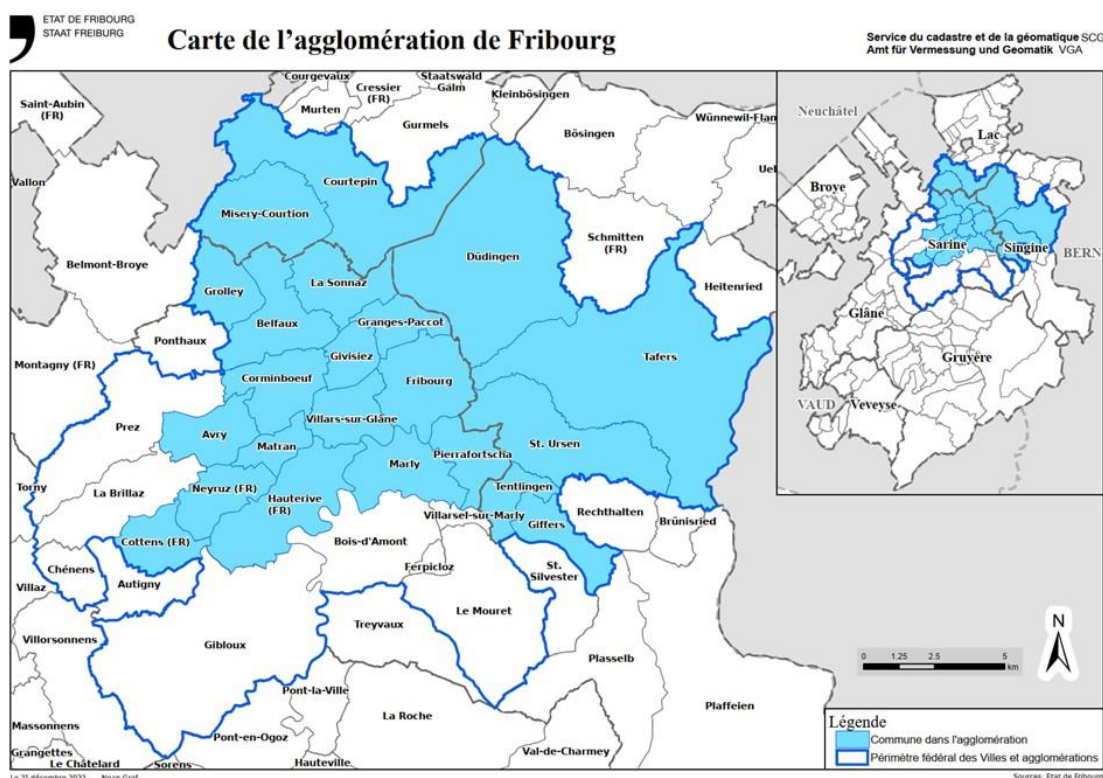 ETAT DE FRIBOURG
STAAT FREIBURG
Carte de l'agglomération de Fribourg
Service du cadastre et de la géomatique SCG
Amt für Vermessung und Geomatik VGA
Saint-Aubin
(FR)
Courgevaux
Murten
Cressier
(FR)
Staatswald
Galm
Kleinbösingen
Gurmels
Bösingen
Wünnewil-Flam
Vallon
Courtepin
Ueb
Misery-Courtion
Schmitten
(FR)
Belmont-Broye
Düdingen
Heitenried
La Sonnaz
Grolley
Belfaux
Granges-Paccot
Ponthaux
Givisiez
Tafers
Montagny (FR)
Corminboeuf
Fribourg
Prez
Villars-sur-Glâne
Avry
Matran
St. Ursen
Marly
Pierrafortscha
Torny
La Brillaz
Neyruz (FR)
Hauterive
(FR)
Tentlingen
Rechthalten
Villarsel-sur-Marly
Giffers
Brünisried
Cottens (FR)
Bois-d'Amont
Chénens
Ferpicloz
St.
Silvester
Villaz
Autigny
Le Mouret
Treyvaux
Villorsonnens
Gibloux
Plasselb
Pont-la-Ville
Plaffeien
La Roche
Massonnens
Pont-en-Ogoz
Grangettes
Le Châtelard
Sorens
Hauteville
Val-de-Charmey
Neuchâtel
Lac
Broye
Sarine
Singine
BERN
Glâne
Gruyère
VAUD
Veveyse
N
0 1.25 2.5 5
km
Légende
Commune dans l'agglomération
Périmètre fédéral des Villes et agglomérations
Sources: Etat de Fribourg